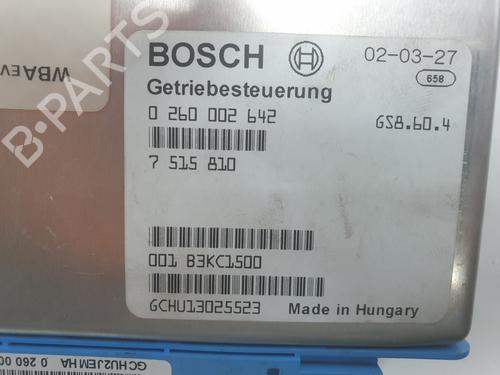 BOSCH 02-03-27
658
Getriebesteuerung
0 260 002 642 GS8.60.4
7 515 810
001 B3KC1500
GCHU13025523 Made in Hungary
WBAEV
GCHU2JEMHA 0 260 00
B-PARTS